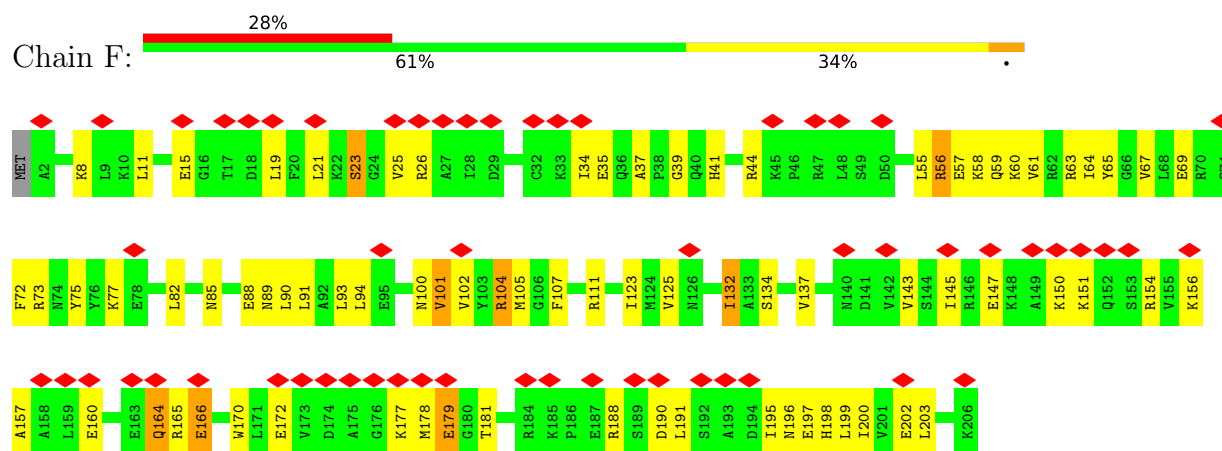 28%
Chain F:
61% 34% •
MET A2 K8 L9 K10 L11 E15 G16 T17 D18 L19 F20 L21 K22 S23 G24 V25 R26 A27 I28 D29 C32 K33 I34 E35 Q36 A37 P38 G39 Q40 H41 R44 K45 P46 R47 L48 S49 D50 L55 R56 E57 K58 Q59 K60 V61 R62 R63 I64 Y65 G66 V67 L68 E69 R70
F72 R73 N74 Y75 Y76 K77 E78 L82 N85 E88 N89 L90 L91 A92 L93 L94 E95 N100 V101 V102 Y103 R104 M105 G106 F107 R111 I123 M124 V125 N126 I132 A133 S134 V137 N140 D141 V142 V143 S144 I145 R146 E147 K148 A149 K150 K151 Q152 S153 R154 V155 K156
A157 A158 L159 E160 E163 Q164 R165 E166 W170 L171 E172 V173 D174 A175 G176 K177 M178 E179 G180 T181 R184 K185 P186 E187 R188 S189 D190 L191 S192 A193 D194 I195 N196 E197 H198 L199 I200 V201 E202 L203 K206